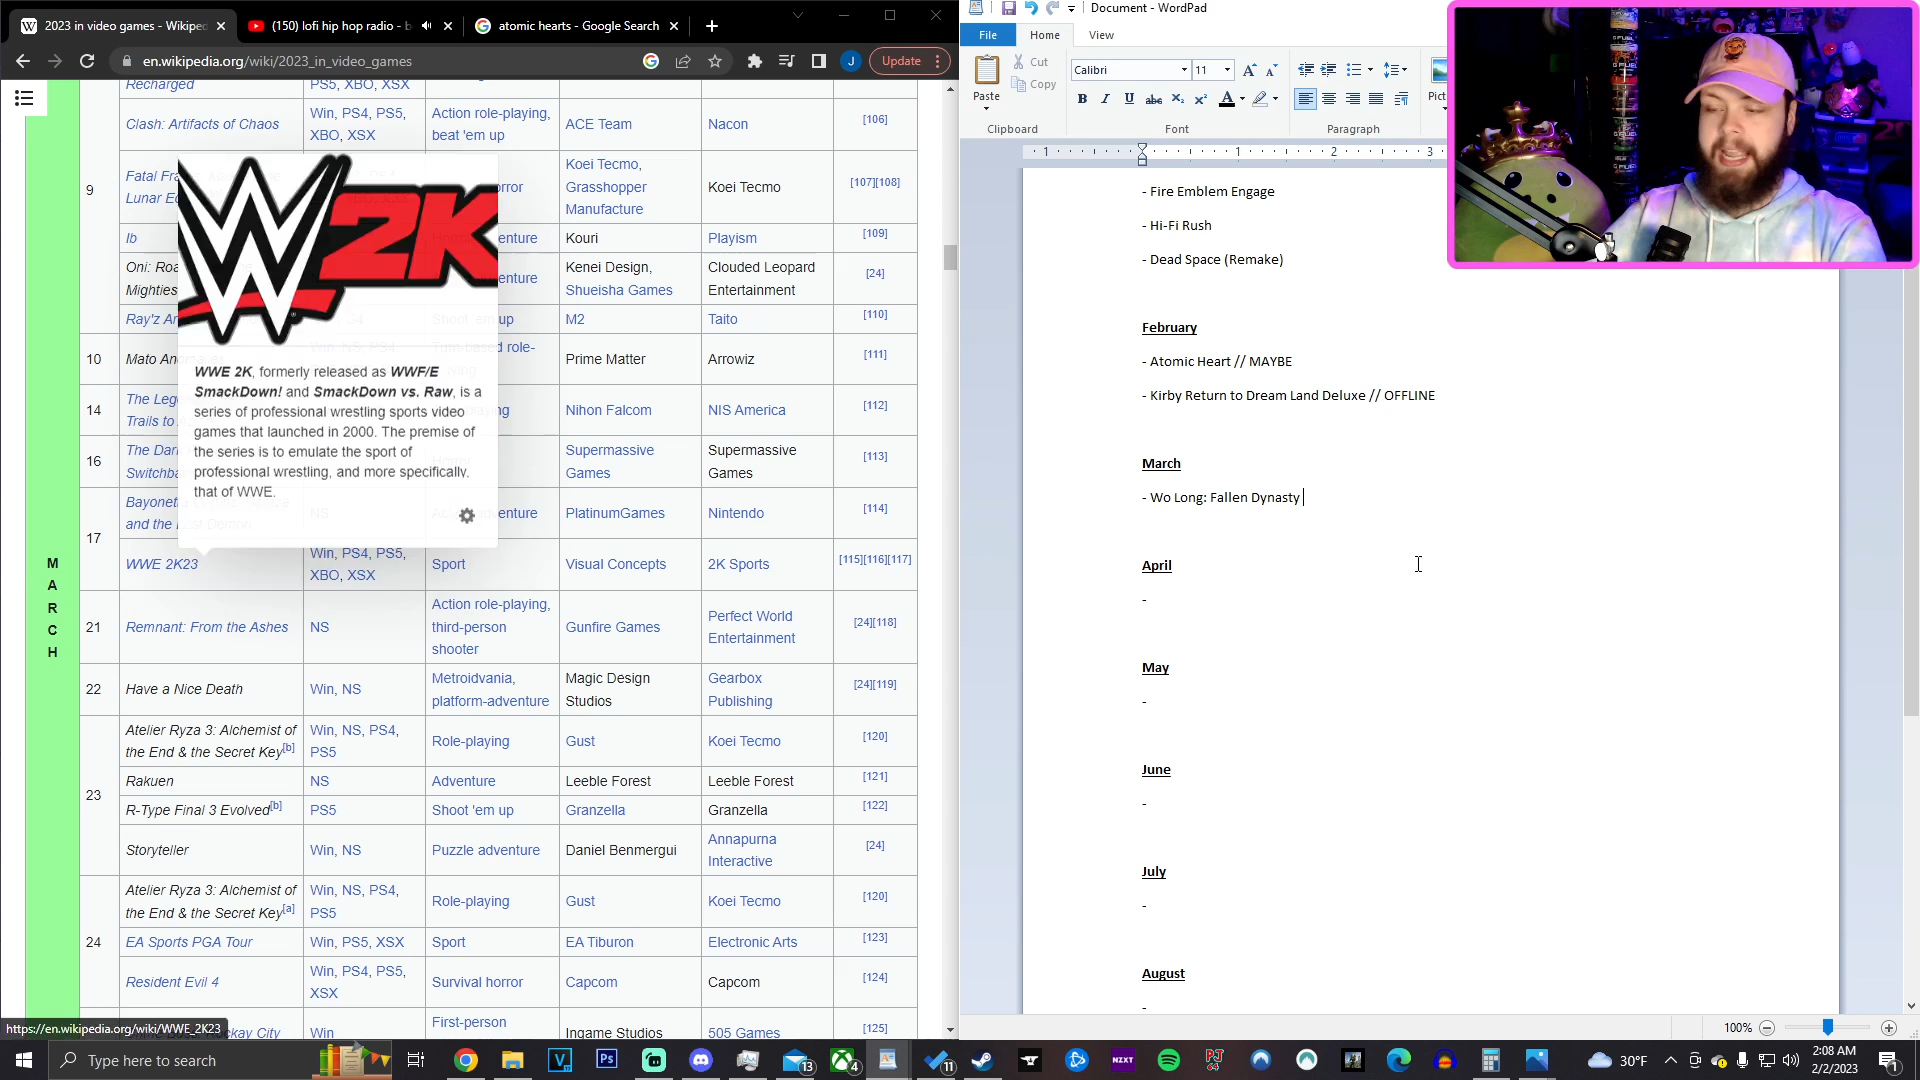 2023 in video games - Wikiped
(150) lofi hip hop radio - b
atomic hearts - Google Search
Document - WordPad
en.wikipedia.org/wiki/2023_in_video_games
J
Update
File
Home
View
Paste
Cut
Copy
Clipboard
Calibri
11
Font
Paragraph
1
1
2
3
Recharged
PS5, XBO, XSX
Clash: Artifacts of Chaos
Win, PS4, PS5,
XBO, XSX
Action role-playing,
beat 'em up
ACE Team
Nacon
[106]
9
Koei Tecmo,
Grasshopper
Manufacture
Koei Tecmo
[107][108]
Ib
Kouri
Playism
[109]
Kenei Design,
Shueisha Games
Clouded Leopard
Entertainment
[24]
M2
Taito
[110]
10
Prime Matter
Arrowiz
[111]
14
Nihon Falcom
NIS America
[112]
16
Supermassive
Games
Supermassive
Games
[113]
17
NS
PlatinumGames
Nintendo
[114]
W 2K
WWE 2K, formerly released as WWF/E
SmackDown! and SmackDown vs. Raw, is a
series of professional wrestling sports video
games that launched in 2000. The premise of
the series is to emulate the sport of
professional wrestling, and more specifically.
that of WWE.
WWE 2K23
Win, PS4, PS5,
XBO, XSX
Sport
Visual Concepts
2K Sports
[115][116][117]
MARCH
21
Remnant: From the Ashes
NS
Action role-playing,
third-person
shooter
Gunfire Games
Perfect World
Entertainment
[24][118]
22
Have a Nice Death
Win, NS
Metroidvania,
platform-adventure
Magic Design
Studios
Gearbox
Publishing
[24][119]
23
Atelier Ryza 3: Alchemist of
the End & the Secret Key[b]
Win, NS, PS4,
PS5
Role-playing
Gust
Koei Tecmo
[120]
Rakuen
NS
Adventure
Leeble Forest
Leeble Forest
[121]
R-Type Final 3 Evolved[b]
PS5
Shoot 'em up
Granzella
Granzella
[122]
Storyteller
Win, NS
Puzzle adventure
Daniel Benmergui
Annapurna
Interactive
[24]
24
Atelier Ryza 3: Alchemist of
the End & the Secret Key[a]
Win, NS, PS4,
PS5
Role-playing
Gust
Koei Tecmo
[120]
EA Sports PGA Tour
Win, PS5, XSX
Sport
EA Tiburon
Electronic Arts
[123]
Resident Evil 4
Win, PS4, PS5,
XSX
Survival horror
Capcom
Capcom
[124]
Win
First-person
Ingame Studios
505 Games
[125]
https://en.wikipedia.org/wiki/WWE_2K23
- Fire Emblem Engage
- Hi-Fi Rush
- Dead Space (Remake)
February
- Atomic Heart // MAYBE
- Kirby Return to Dream Land Deluxe // OFFLINE
March
- Wo Long: Fallen Dynasty
April
-
May
-
June
-
July
-
August
-
100%
Type here to search
13
4
11
30°F
2:08 AM
2/2/2023
1